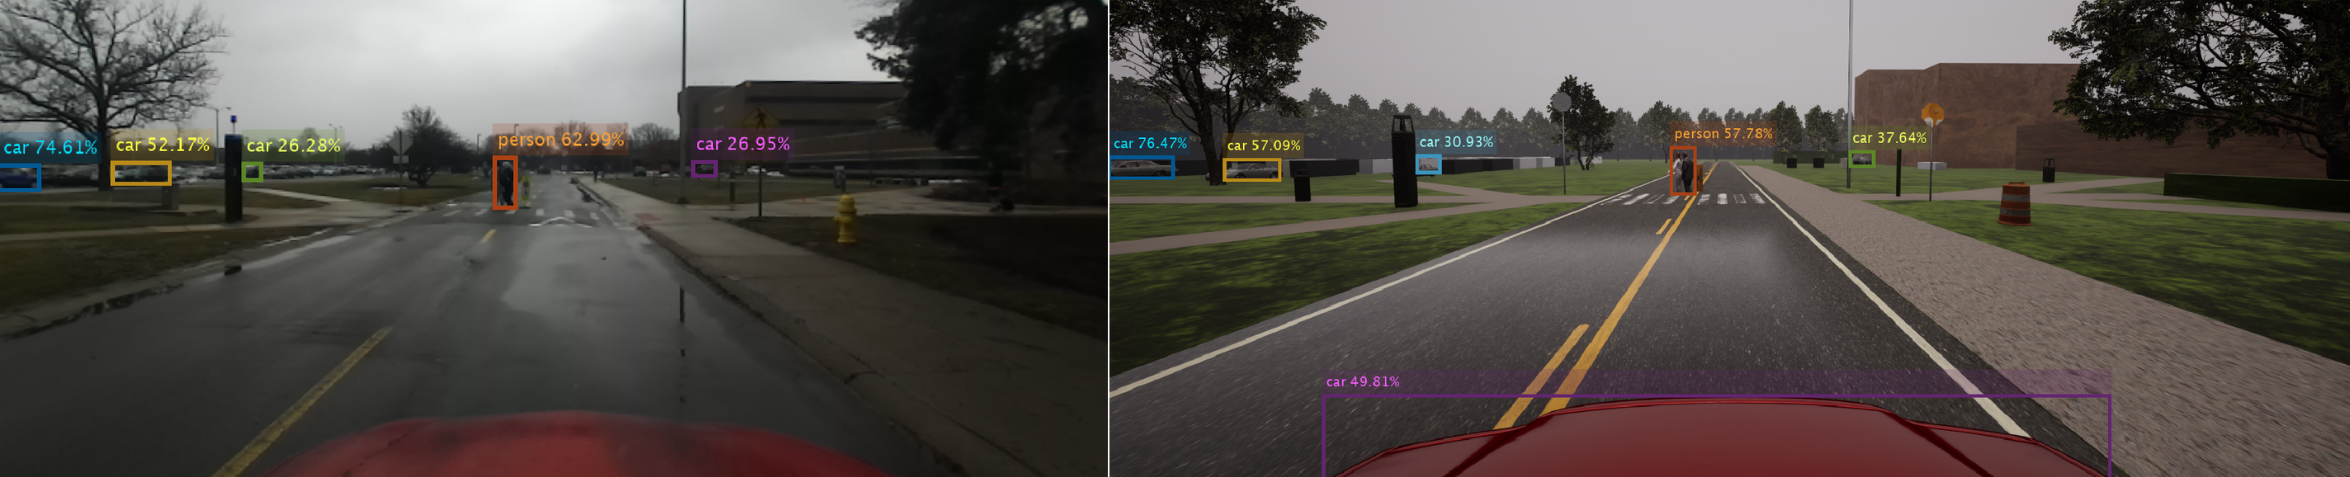 car 74.61%
car 52.17%
car 26.28%
person 62.99%
car 26.95%
car 76.47%
car 57.09%
car 30.93%
person 57.78%
car 37.64%
car 49.81%